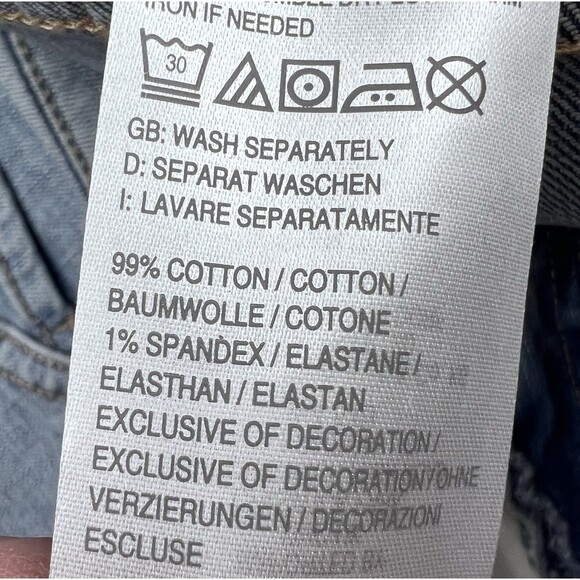 IRON IF NEEDED
30
GB: WASH SEPARATELY
D: SEPARAT WASCHEN
I: LAVARE SEPARATAMENTE
99% COTTON / COTTON /
BAUMWOLLE / COTONE
1% SPANDEX / ELASTANE /
ELASTHAN / ELASTAN
EXCLUSIVE OF DECORATION /
EXCLUSIVE OF DECORATION / OHNE
VERZIERUNGEN / DECORAZIONI
ESCLUSE